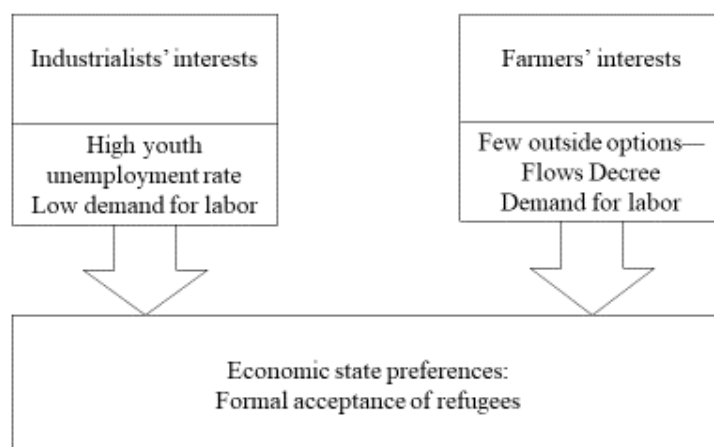 Industrialists’ interests
High youth
unemployment rate
Low demand for labor
Farmers’ interests
Few outside options—
Flows Decree
Demand for labor
Economic state preferences:
Formal acceptance of refugees